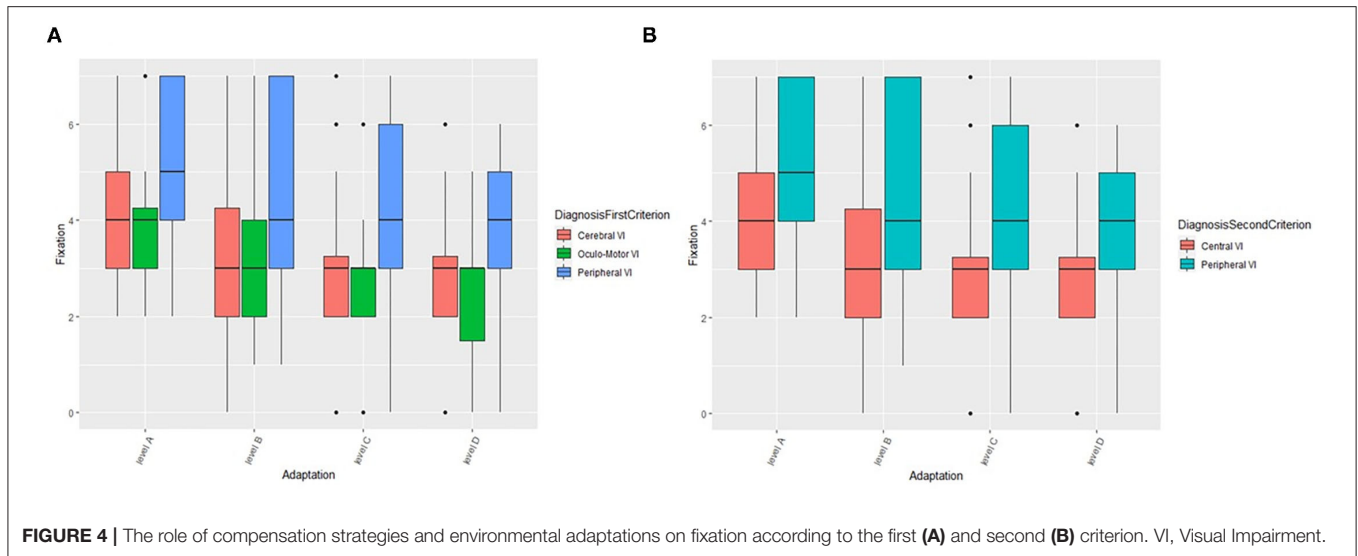 A
Fixation
6
4
2
0
level A
level B
level C
level D
Adaptation
DiagnosisFirstCriterion
Cerebral VI
Oculo-Motor VI
Peripheral VI
B
Fixation
6
4
2
0
level A
level B
level C
level D
Adaptation
DiagnosisSecondCriterion
Central VI
Peripheral VI
FIGURE 4 | The role of compensation strategies and environmental adaptations on fixation according to the first (A) and second (B) criterion. VI, Visual Impairment.